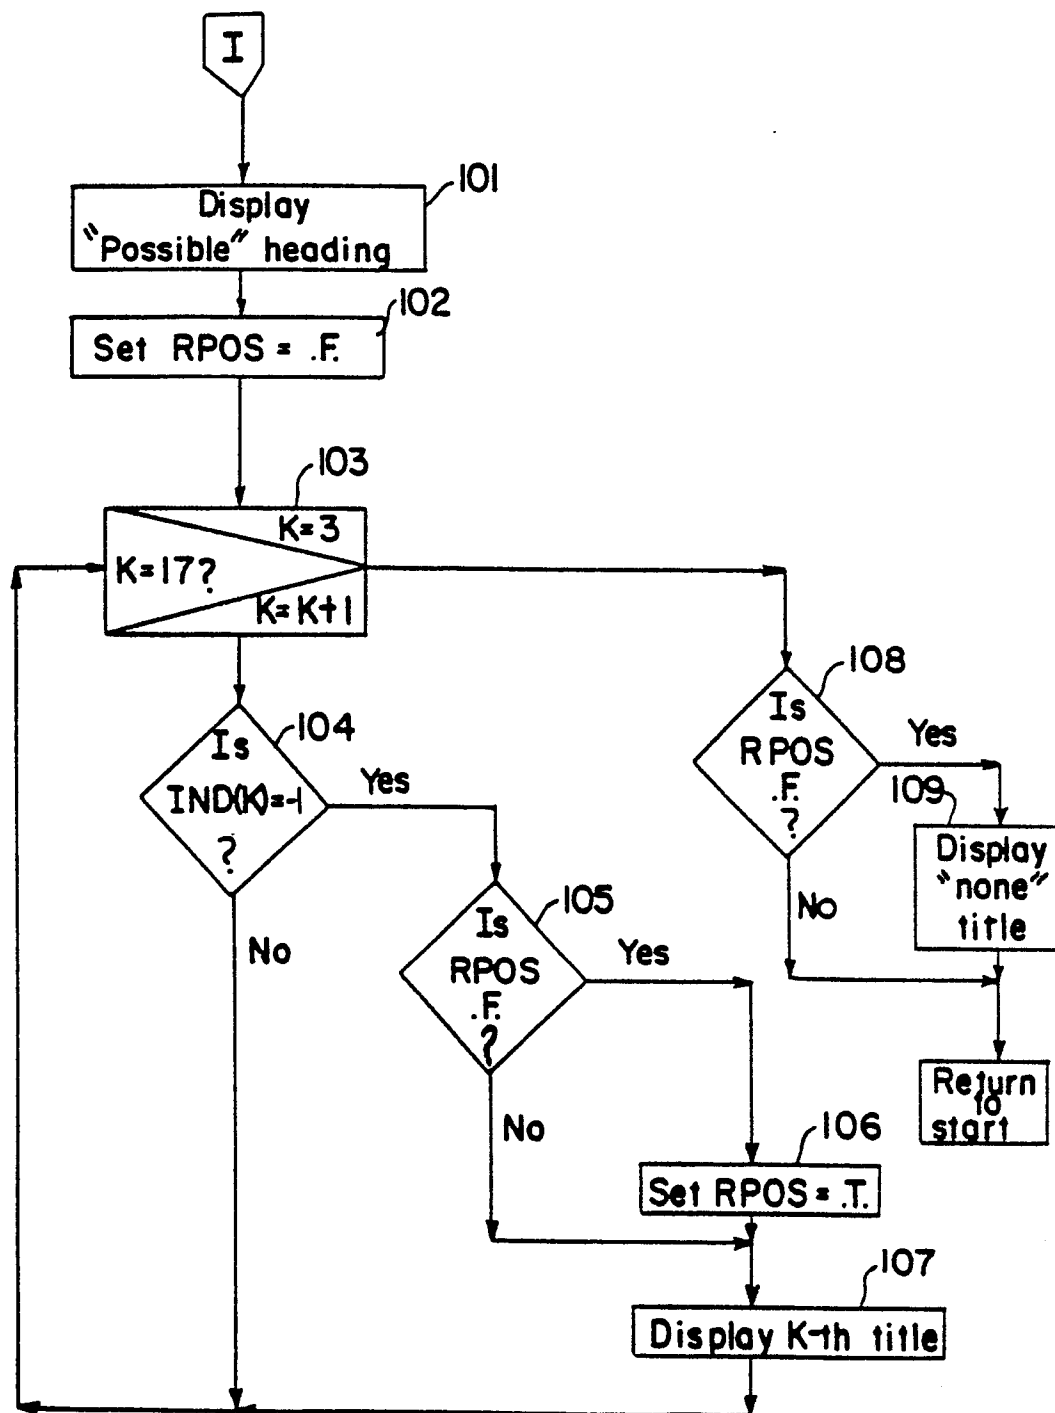 I
101
Display
"Possible" heading
102
Set RPOS = .F.
103
K=3
K=17?
K=K+1
104
Is
IND(K)=-1
?
Yes
No
105
Is
RPOS
.F.
?
Yes
No
106
Set RPOS = .T.
107
Display K-th title
108
Is
RPOS
.F.
?
Yes
No
109
Display
"none"
title
Return
to
start